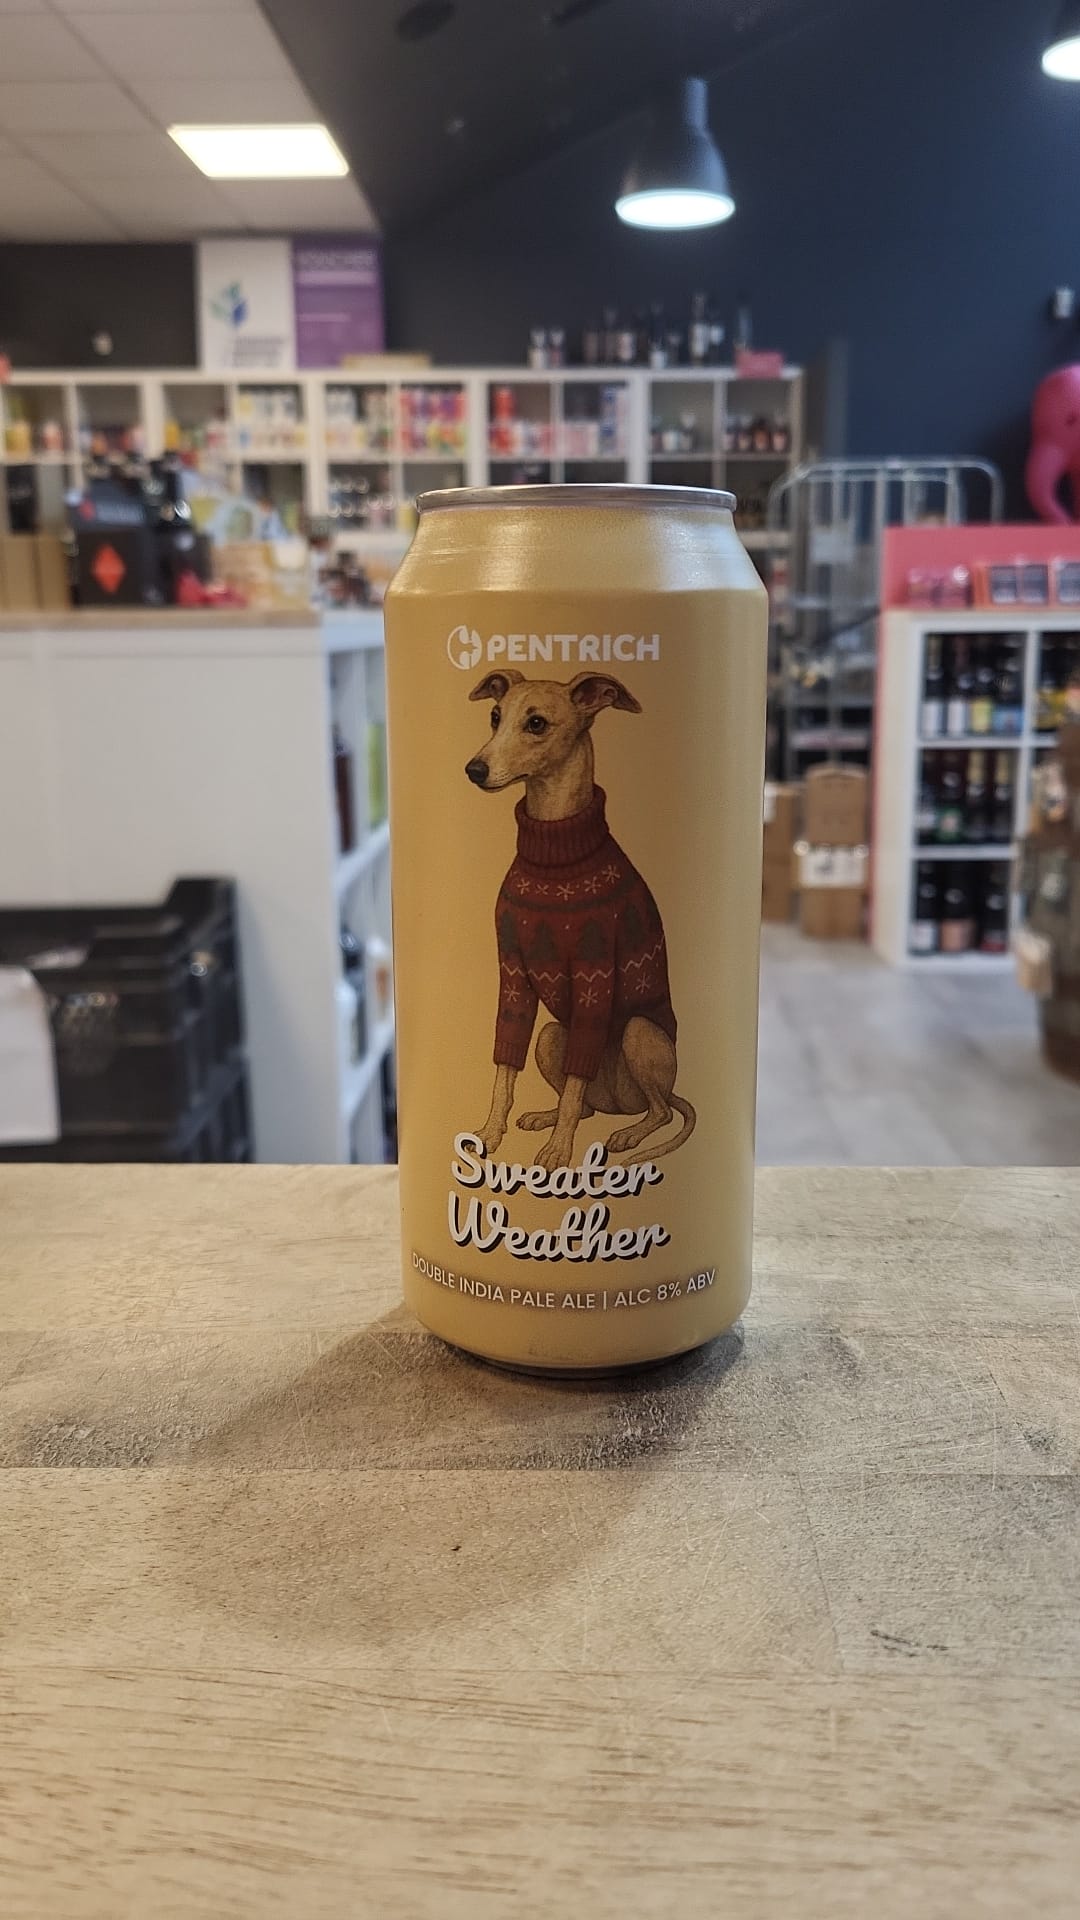 PENTRICH
Sweater
Weather
DOUBLE INDIA PALE ALE | ALC 8% ABV